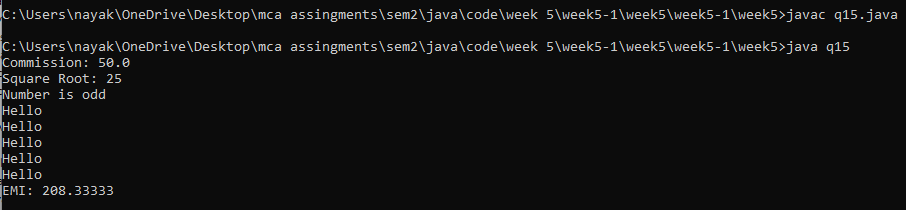 C:\Users\nayak\OneDrive\Desktop\mca assingments\sem2\java\code\week 5\week5-1\week5\week5-1\week5>javac q15.java
C:\Users\nayak\OneDrive\Desktop\mca assingments\sem2\java\code\week 5\week5-1\week5\week5-1\week5>java q15
Commission: 50.0
Square Root: 25
Number is odd
Hello
Hello
Hello
Hello
Hello
EMI: 208.33333